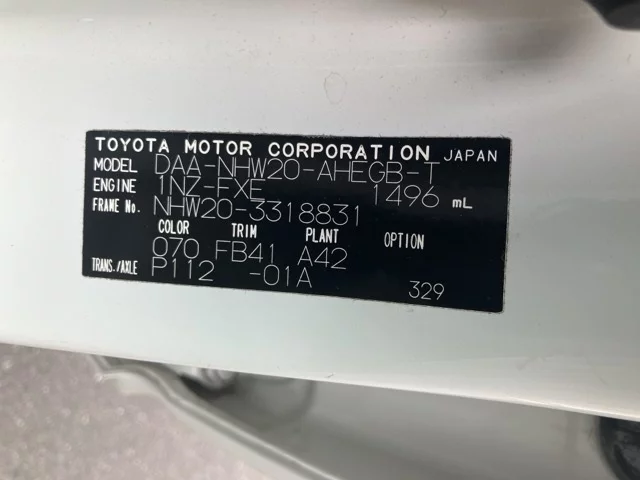 TOYOTA MOTOR CORPORATION JAPAN
MODEL DAA-NHW20-AHEGB-T
ENGINE 1NZ-FXE 1496 mL
FRAME No. NHW20-3318831
COLOR TRIM PLANT OPTION
070 FB41 A42
TRANS./AXLE P112 -01A
329